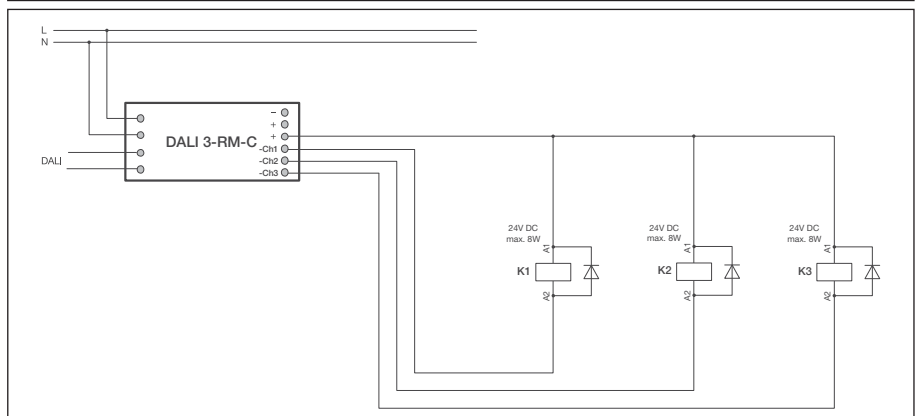 L
N
DALI
DALI 3-RM-C
–
+
+
-Ch1
-Ch2
-Ch3
24V DC
max. 8W
A1
K1
A2
24V DC
max. 8W
A1
K2
A2
24V DC
max. 8W
A1
K3
A2